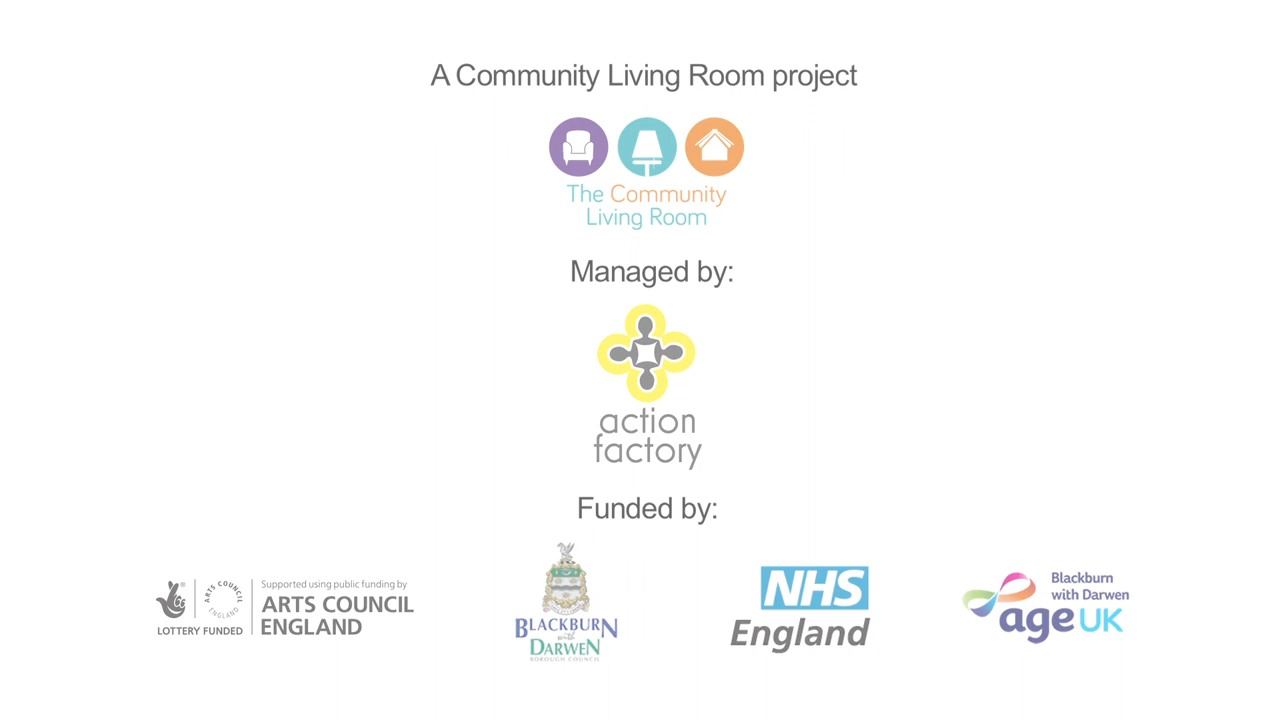 A Community Living Room project
The Community
Living Room
Managed by:
action
factory
Funded by:
ARTS COUNCIL
ENGLAND
LOTTERY FUNDED
Supported using public funding by
ARTS COUNCIL
ENGLAND
BLACKBURN
with
DARWEN
BOROUGH COUNCIL
NHS
England
Blackburn
with Darwen
age UK